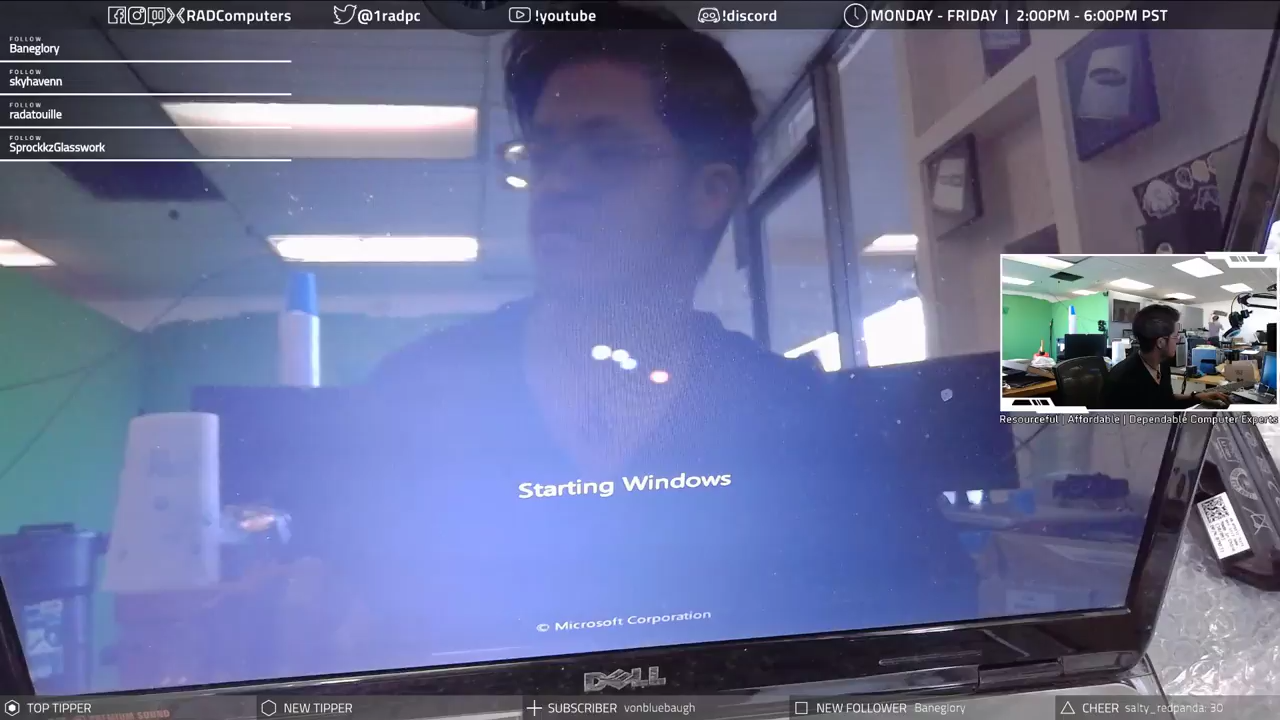 RADComputers
@1radpc
!youtube
!discord
MONDAY - FRIDAY | 2:00PM - 6:00PM PST
FOLLOW
Baneglory
FOLLOW
skyhavenn
FOLLOW
radatouille
FOLLOW
SprockkzGlasswork
Resourceful | Affordable | Dependable Computer Experts
Starting Windows
© Microsoft Corporation
DELL
TOP TIPPER
NEW TIPPER
SUBSCRIBER vonbluebaugh
NEW FOLLOWER Baneglory
CHEER salty_redpanda: 30